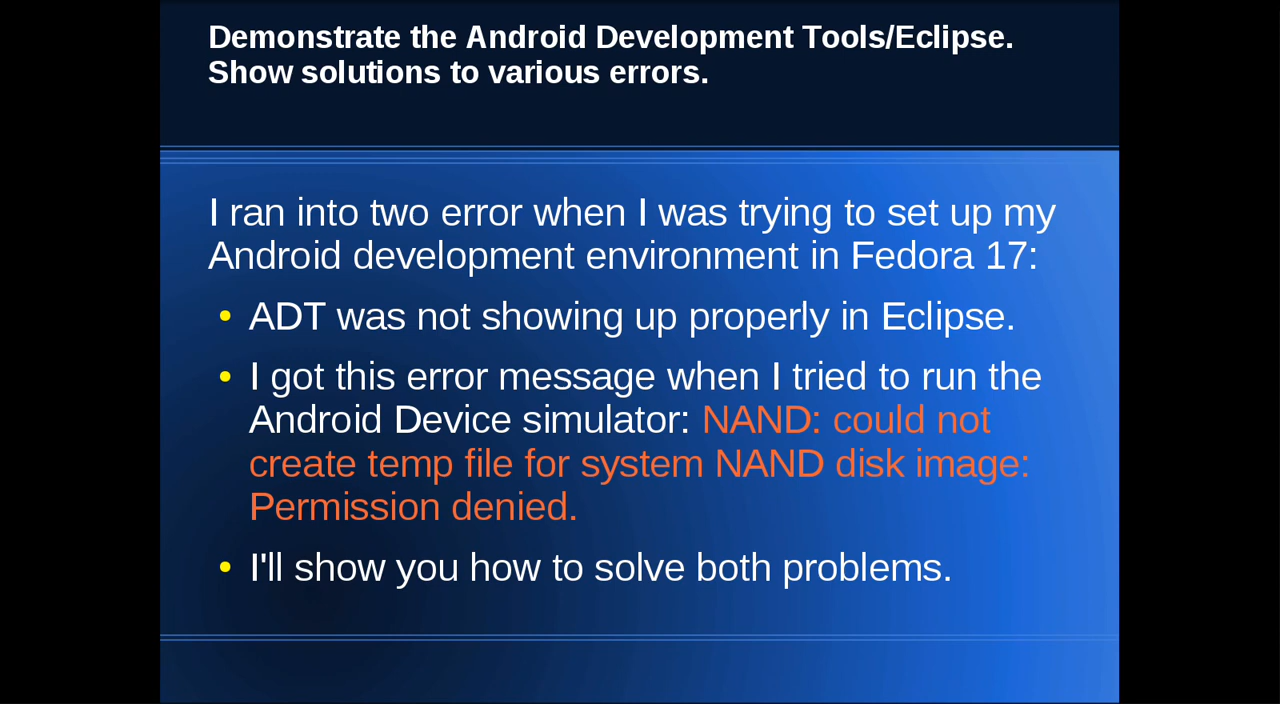 Demonstrate the Android Development Tools/Eclipse.
Show solutions to various errors.
I ran into two error when I was trying to set up my
Android development environment in Fedora 17:
• ADT was not showing up properly in Eclipse.
• I got this error message when I tried to run the
Android Device simulator: NAND: could not
create temp file for system NAND disk image:
Permission denied.
• I'll show you how to solve both problems.